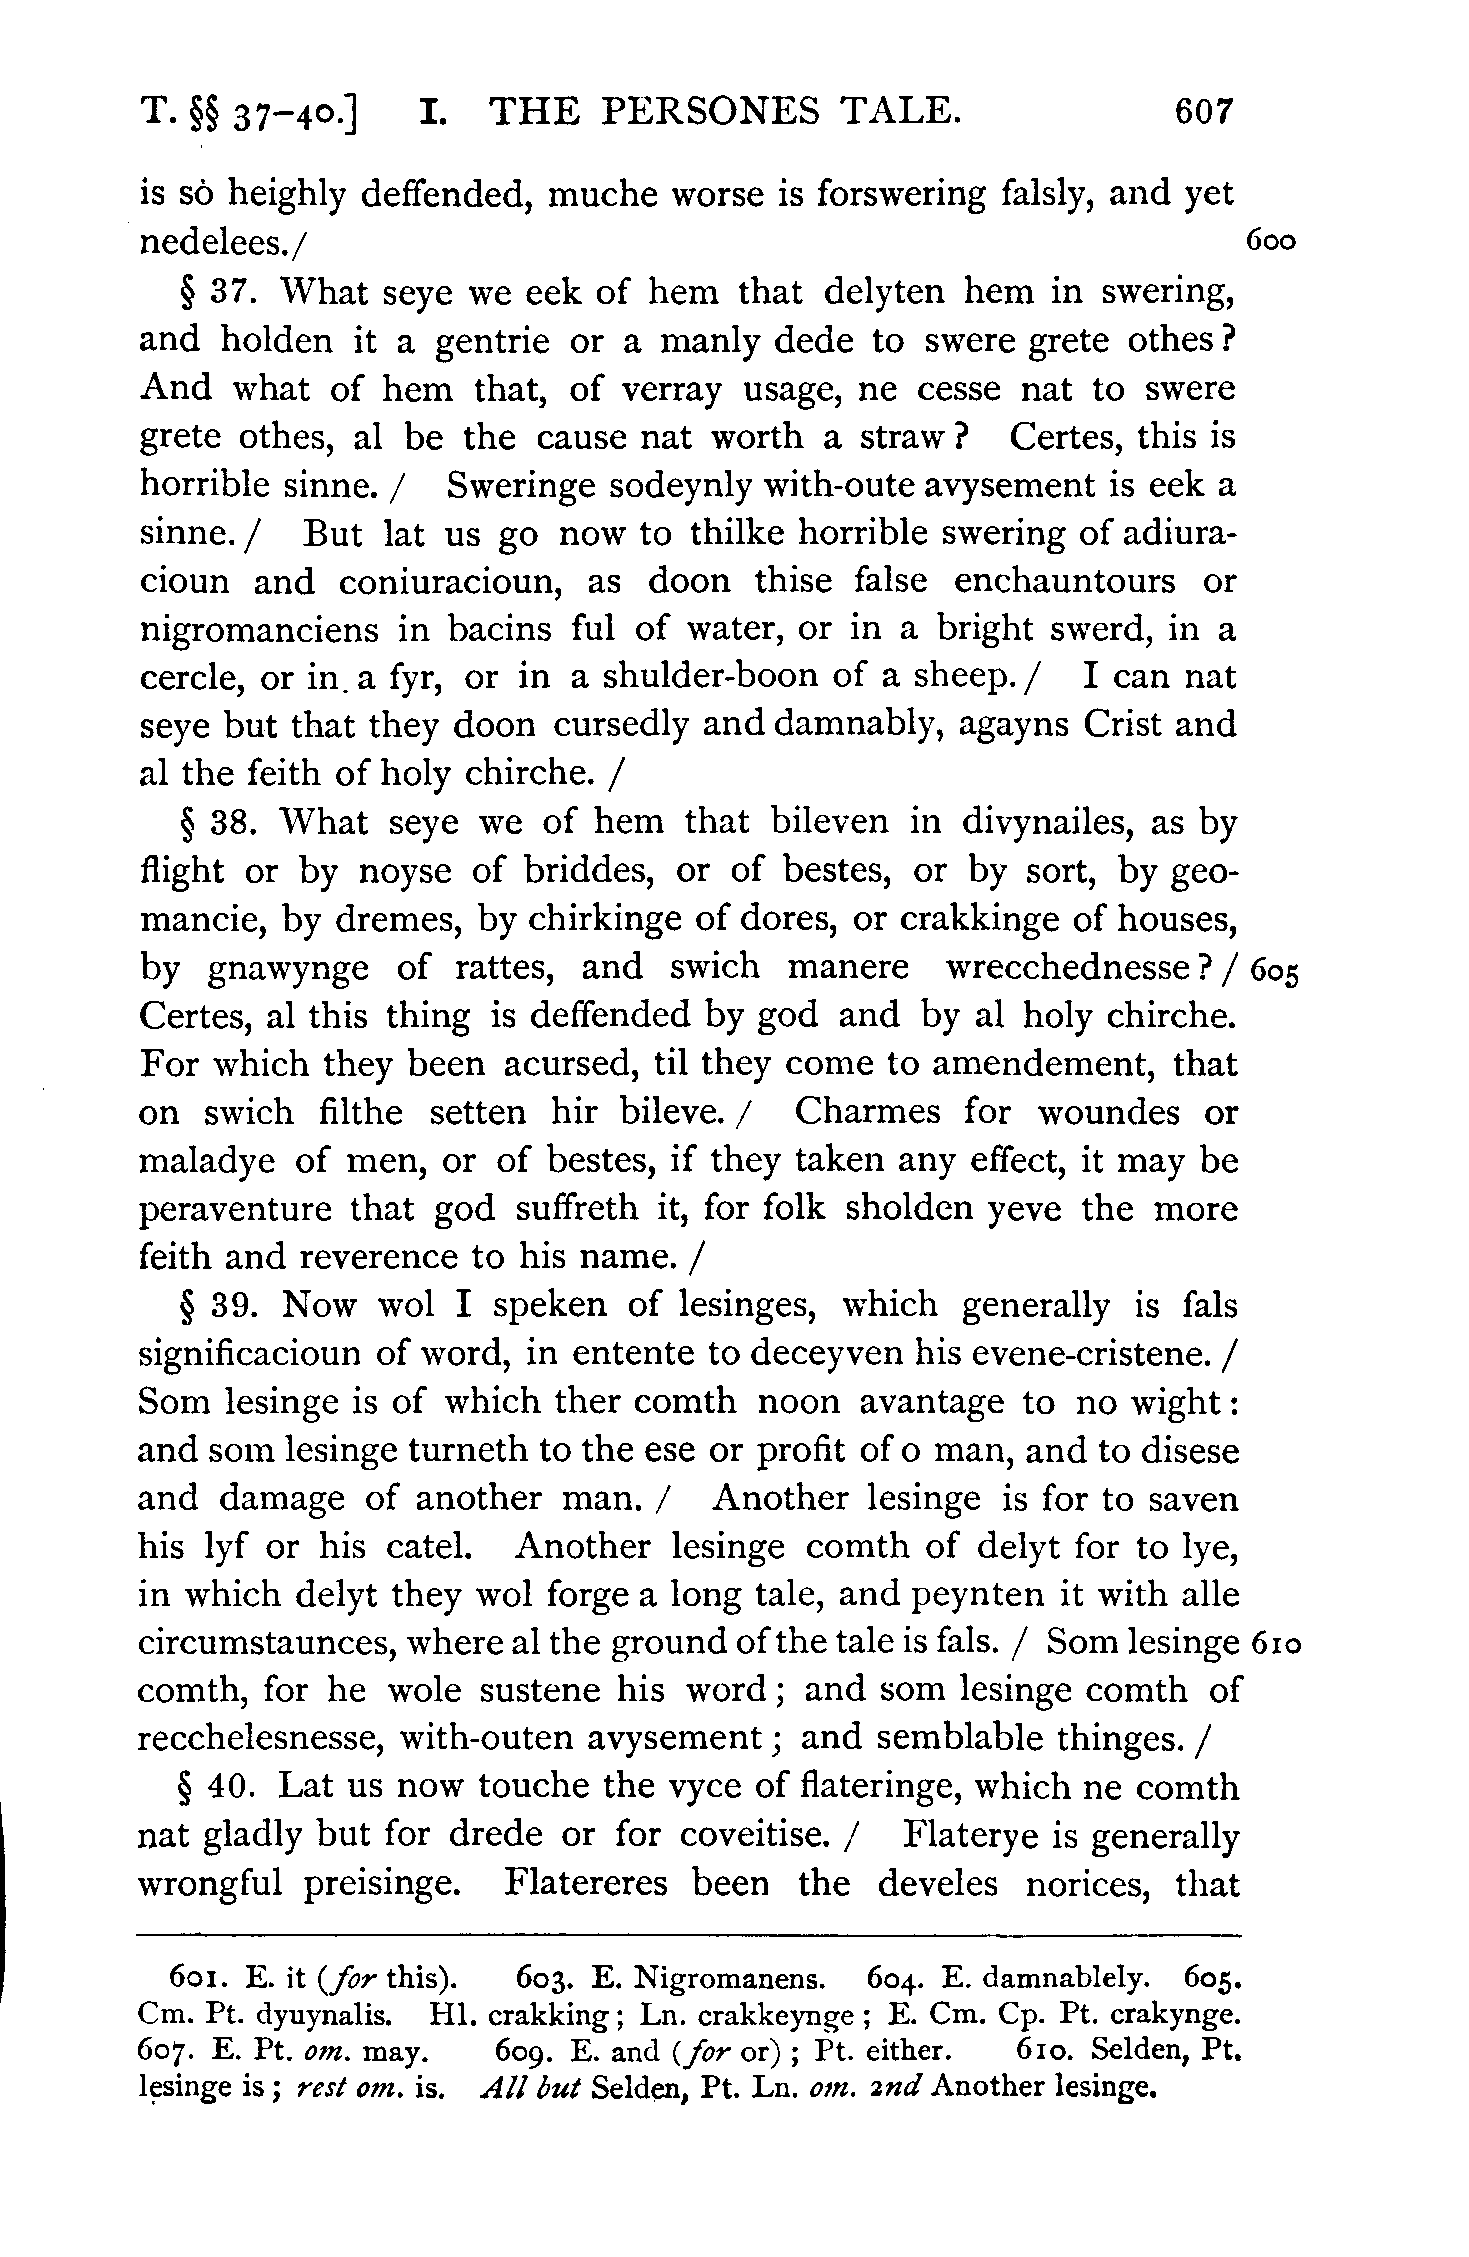 T. §§ 37–40.] I. THE PERSONES TALE. 607
is so heighly deffended, muche worse is forswering falsly, and yet
nedelees. / 600
§ 37. What seye we eek of hem that delyten hem in swering,
and holden it a gentrie or a manly dede to swere grete othes?
And what of hem that, of verray usage, ne cesse nat to swere
grete othes, al be the cause nat worth a straw? Certes, this is
horrible sinne. / Sweringe sodeynly with-oute avysement is eek a
sinne. / But lat us go now to thilke horrible swering of adiura-
cioun and coniuracioun, as doon thise false enchauntours or
nigromanciens in bacins ful of water, or in a bright swerd, in a
cercle, or in a fyr, or in a shulder-boon of a sheep. / I can nat
seye but that they doon cursedly and damnably, agayns Crist and
al the feith of holy chirche. /
§ 38. What seye we of hem that bileven in divynailes, as by
flight or by noyse of briddes, or of bestes, or by sort, by geo-
mancie, by dremes, by chirkinge of dores, or crakkinge of houses,
by gnawynge of rattes, and swich manere wrecchednesse? / 605
Certes, al this thing is deffended by god and by al holy chirche.
For which they been acursed, til they come to amendement, that
on swich filthe setten hir bileve. / Charmes for woundes or
maladye of men, or of bestes, if they taken any effect, it may be
peraventure that god suffreth it, for folk sholden yeve the more
feith and reverence to his name. /
§ 39. Now wol I speken of lesinges, which generally is fals
significacioun of word, in entente to deceyven his evene-cristene. /
Som lesinge is of which ther comth noon avantage to no wight:
and som lesinge turneth to the ese or profit of o man, and to disese
and damage of another man. / Another lesinge is for to saven
his lyf or his catel. Another lesinge comth of delyt for to lye,
in which delyt they wol forge a long tale, and peynten it with alle
circumstaunces, where al the ground of the tale is fals. / Som lesinge 610
comth, for he wole sustene his word; and som lesinge comth of
recchelesnesse, with-outen avysement; and semblable thinges. /
§ 40. Lat us now touche the vyce of flateringe, which ne comth
nat gladly but for drede or for coveitise. / Flaterye is generally
wrongful preisinge. Flatereres been the develes norices, that
601. E. it (for this). 603. E. Nigromanens. 604. E. damnablely. 605.
Cm. Pt. dyuynalis. Hl. crakking; Ln. crakkeynge; E. Cm. Cp. Pt. crakynge.
607. E. Pt. om. may. 609. E. and (for or); Pt. either. 610. Selden, Pt.
lesinge is; rest om. is. All but Selden, Pt. Ln. om. 2nd Another lesinge.